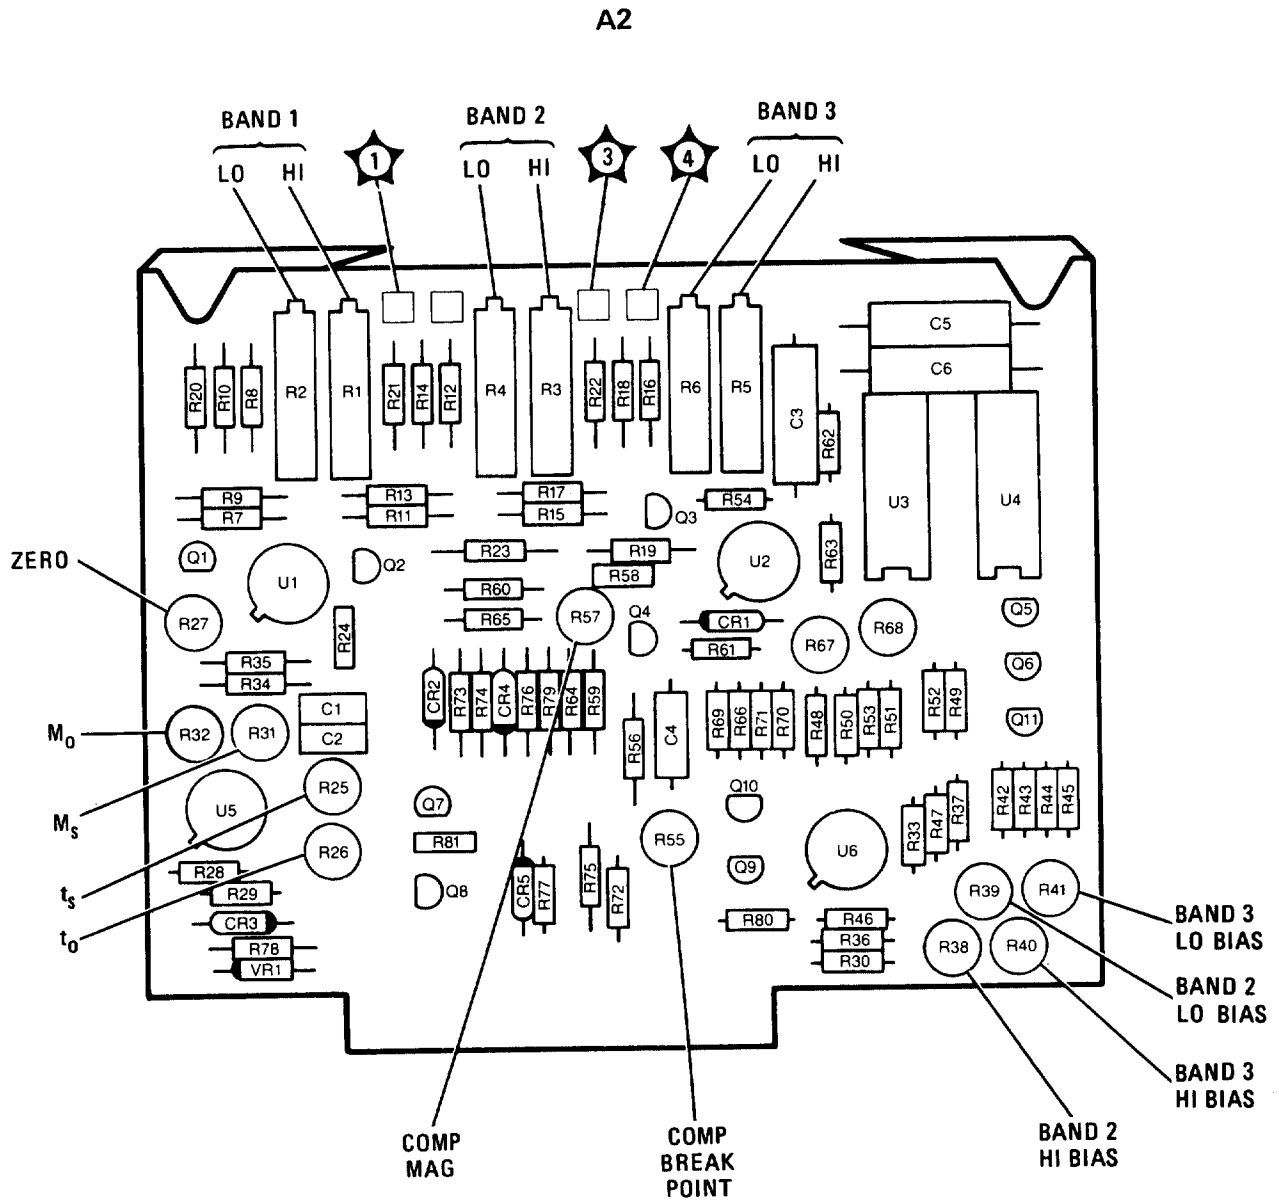 A2
BAND 1
BAND 2
BAND 3
LO HI
1
LO HI
3
4
LO HI
R20
R10
R8
R2
R1
R21
R14
R12
R4
R3
R22
R18
R16
R6
R5
C3
R62
C5
C6
U3
U4
R9
R7
R13
R11
R17
R15
Q3
R54
ZERO
Q1
U1
Q2
R23
R19
R58
U2
R63
R27
R24
R60
R65
R57
Q4
CR1
R61
R67
R68
Q5
Q6
Q11
R35
R34
C1
C2
CR2
R73
R74
CR4
R76
R79
R64
R59
R56
C4
R69
R66
R71
R70
R48
R50
R53
R51
R52
R49
M0
R32
R31
R25
U5
Ms
Q7
R81
R26
R55
Q10
U6
R33
R47
R37
R42
R43
R44
R45
R28
R29
ts
Q8
CR5
R77
R75
R72
Q9
R39
R41
CR3
R78
VR1
t0
R80
R46
R36
R30
R38
R40
BAND 3
LO BIAS
BAND 2
LO BIAS
BAND 3
HI BIAS
BAND 2
HI BIAS
COMP
MAG
COMP
BREAK
POINT